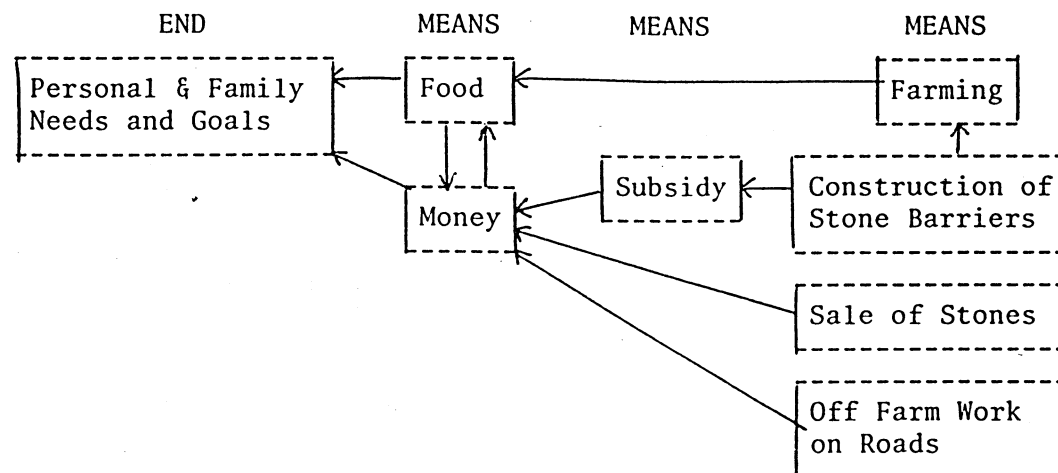 END
MEANS
MEANS
MEANS
Personal & Family
Needs and Goals
Food
Farming
Money
Subsidy
Construction of
Stone Barriers
Sale of Stones
Off Farm Work
on Roads